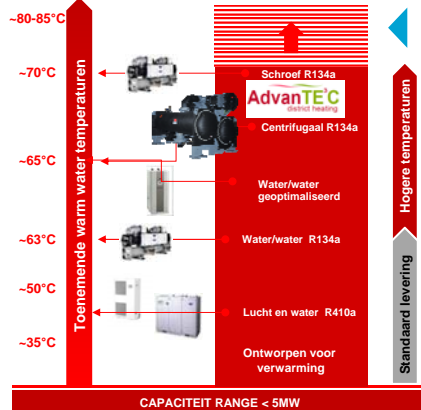 ~80-85°C
~70°C
~65°C
~63°C
~50°C
~35°C
Toenemende warm water temperaturen
Schroef R134a
AdvanTE³C
district heating
Centrifugaal R134a
Water/water
geoptimaliseerd
Water/water R134a
Lucht en water R410a
Ontworpen voor
verwarming
Hogere temperaturen
Standaard levering
CAPACITEIT RANGE < 5MW